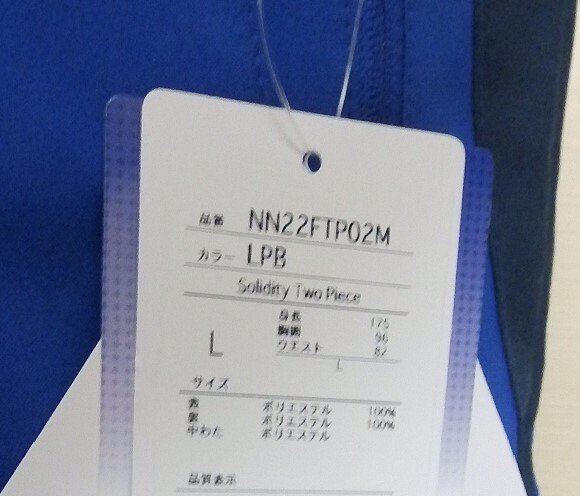 品番 NN22FTP02M
カラー LPB
Solidity Two Piece
身長 175
胸囲 96
L ウエスト 82
L
サイズ
表 ポリエステル 100%
裏 ポリエステル 100%
中わた ポリエステル
品質表示